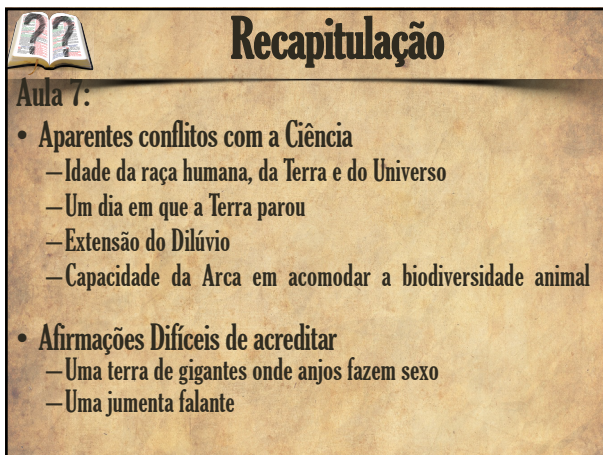 ??
Recapitulação
Aula 7:
• Aparentes conflitos com a Ciência
–Idade da raça humana, da Terra e do Universo
–Um dia em que a Terra parou
–Extensão do Dilúvio
–Capacidade da Arca em acomodar a biodiversidade animal
• Afirmações Difíceis de acreditar
–Uma terra de gigantes onde anjos fazem sexo
–Uma jumenta falante